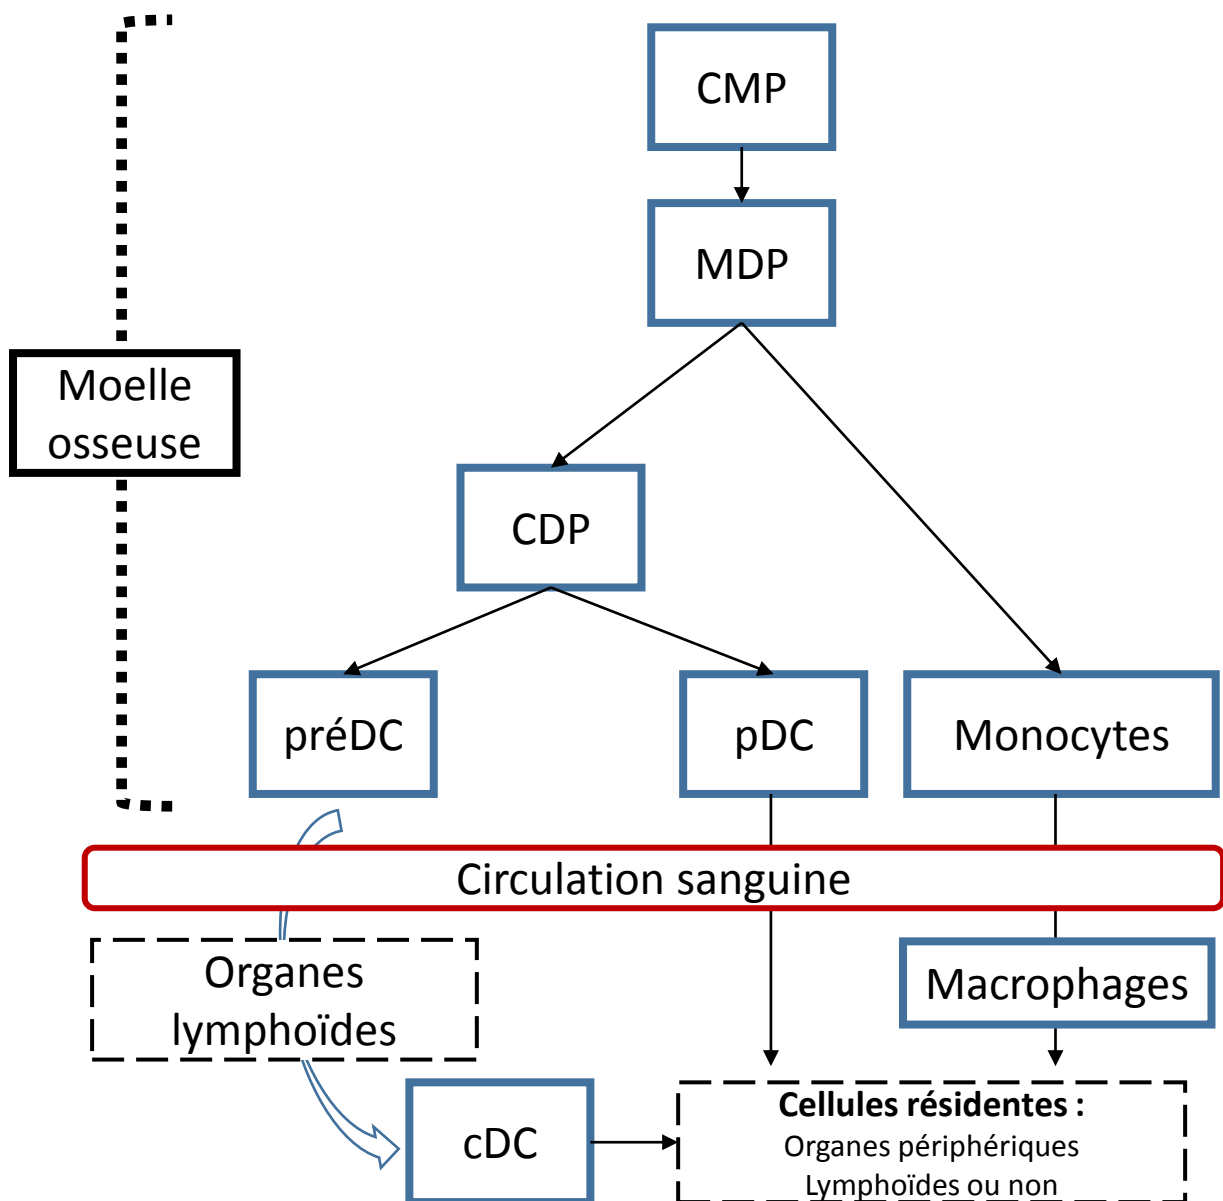 CMP
MDP
Moelle
osseuse
CDP
préDC
pDC
Monocytes
Circulation sanguine
Organes
lymphoïdes
Macrophages
cDC
Cellules résidentes :
Organes périphériques
Lymphoïdes ou non